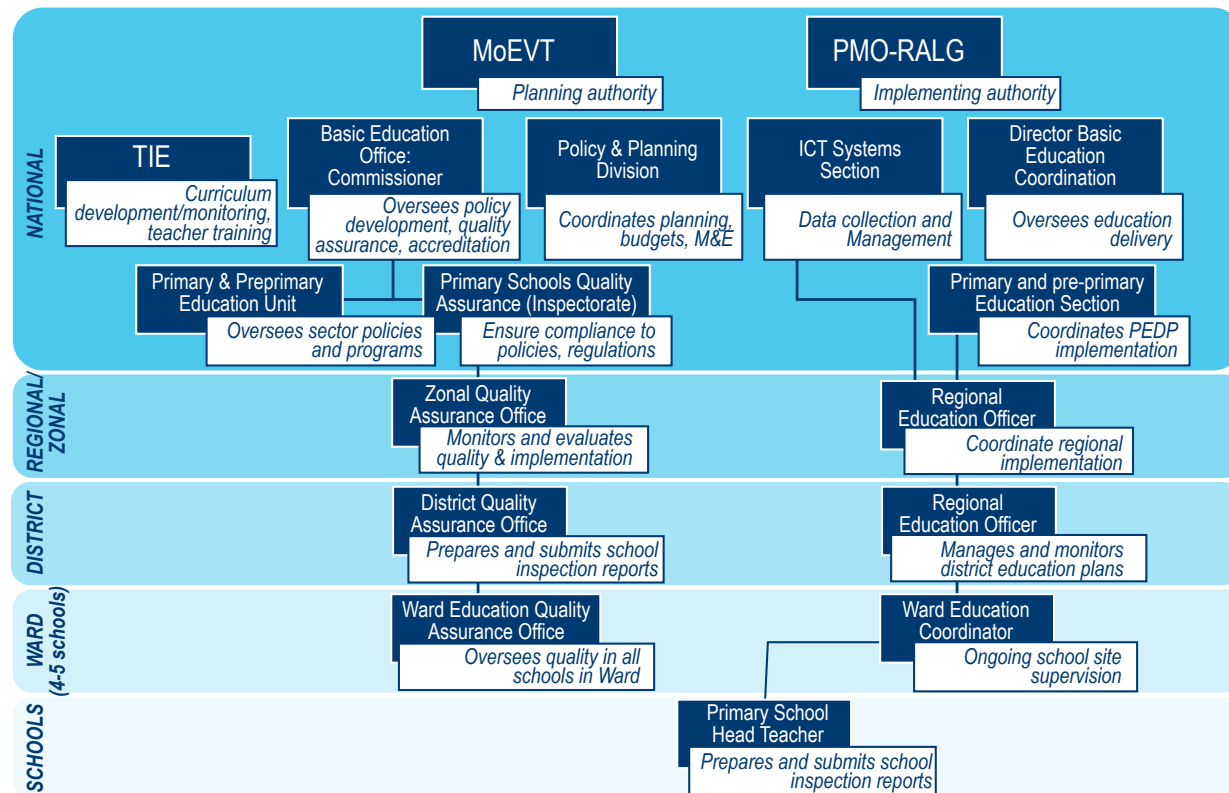 NATIONAL
MoEVT
Planning authority
PMO-RALG
Implementing authority
TIE
Curriculum
development/monitoring,
teacher training
Basic Education
Office:
Commissioner
Oversees policy
development, quality
assurance, accreditation
Policy & Planning
Division
Coordinates planning,
budgets, M&E
ICT Systems
Section
Data collection and
Management
Director Basic
Education
Coordination
Oversees education
delivery
Primary & Preprimary
Education Unit
Oversees sector policies
and programs
Primary Schools Quality
Assurance (Inspectorate)
Ensure compliance to
policies, regulations
Primary and pre-primary
Education Section
Coordinates PEDP
implementation
REGIONAL/
ZONAL
Zonal Quality
Assurance Office
Monitors and evaluates
quality & implementation
Regional
Education Officer
Coordinate regional
implementation
DISTRICT
District Quality
Assurance Office
Prepares and submits school
inspection reports
Regional
Education Officer
Manages and monitors
district education plans
WARD
(4-5 schools)
Ward Education Quality
Assurance Office
Oversees quality in all
schools in Ward
Ward Education
Coordinator
Ongoing school site
supervision
SCHOOLS
Primary School
Head Teacher
Prepares and submits school
inspection reports